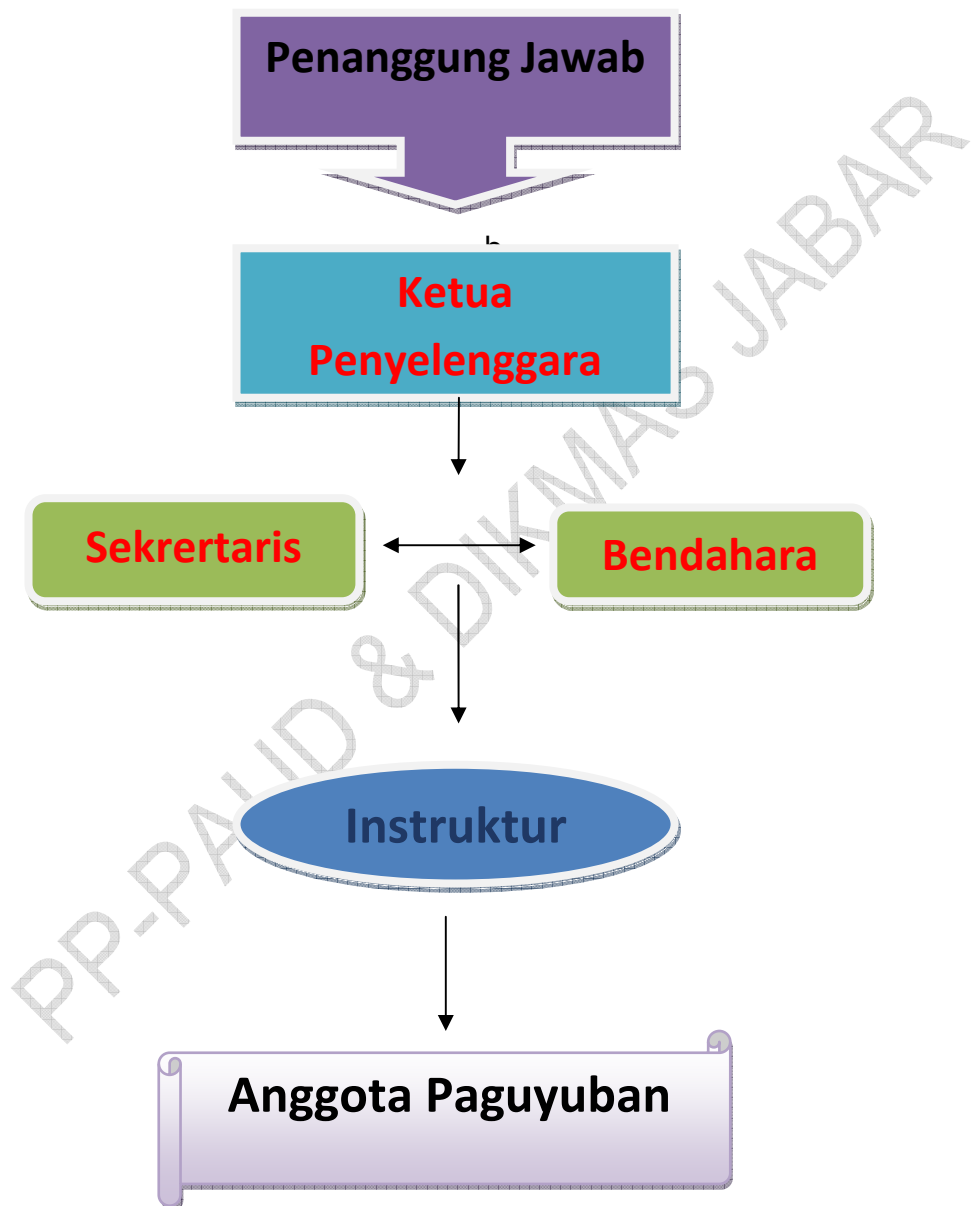 Penanggung Jawab
Ketua
Penyelenggara
Sekrertaris
Bendahara
Instruktur
Anggota Paguyuban
PP-PAUD & DIKMAS JABAR